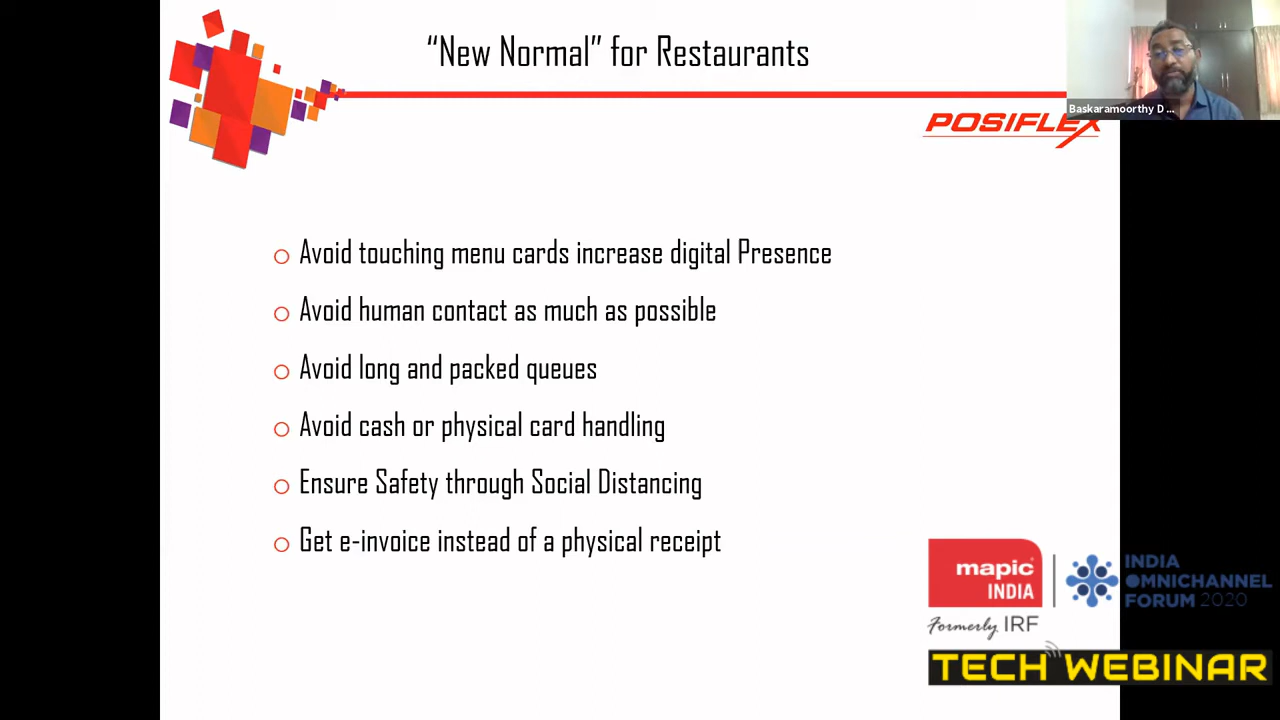 “New Normal” for Restaurants
Baskaramoorthy D ...
POSIFLEX
Avoid touching menu cards increase digital Presence
Avoid human contact as much as possible
Avoid long and packed queues
Avoid cash or physical card handling
Ensure Safety through Social Distancing
Get e-invoice instead of a physical receipt
mapic
INDIA
Formerly IRF
INDIA
OMNICHANNEL
FORUM 2020
TECH WEBINAR